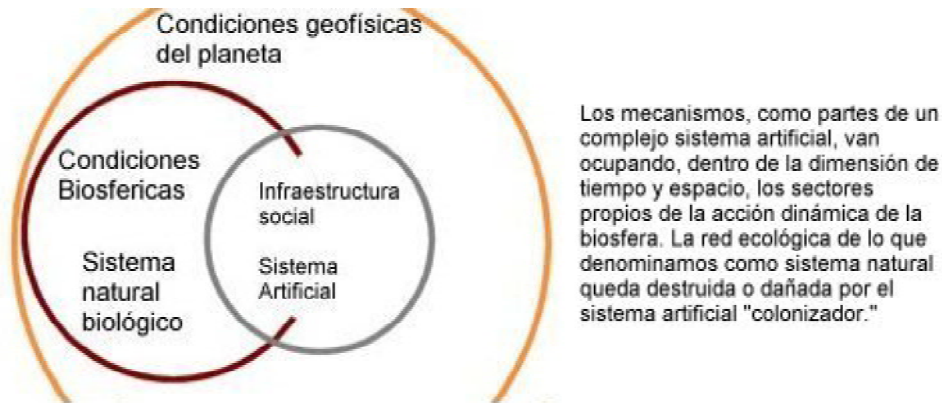 Condiciones geofísicas
del planeta
Condiciones
Biosfericas
Sistema
natural
biológico
Infraestructura
social
Sistema
Artificial
Los mecanismos, como partes de un
complejo sistema artificial, van
ocupando, dentro de la dimensión de
tiempo y espacio, los sectores
propios de la acción dinámica de la
biosfera. La red ecológica de lo que
denominamos como sistema natural
queda destruida o dañada por el
sistema artificial "colonizador."